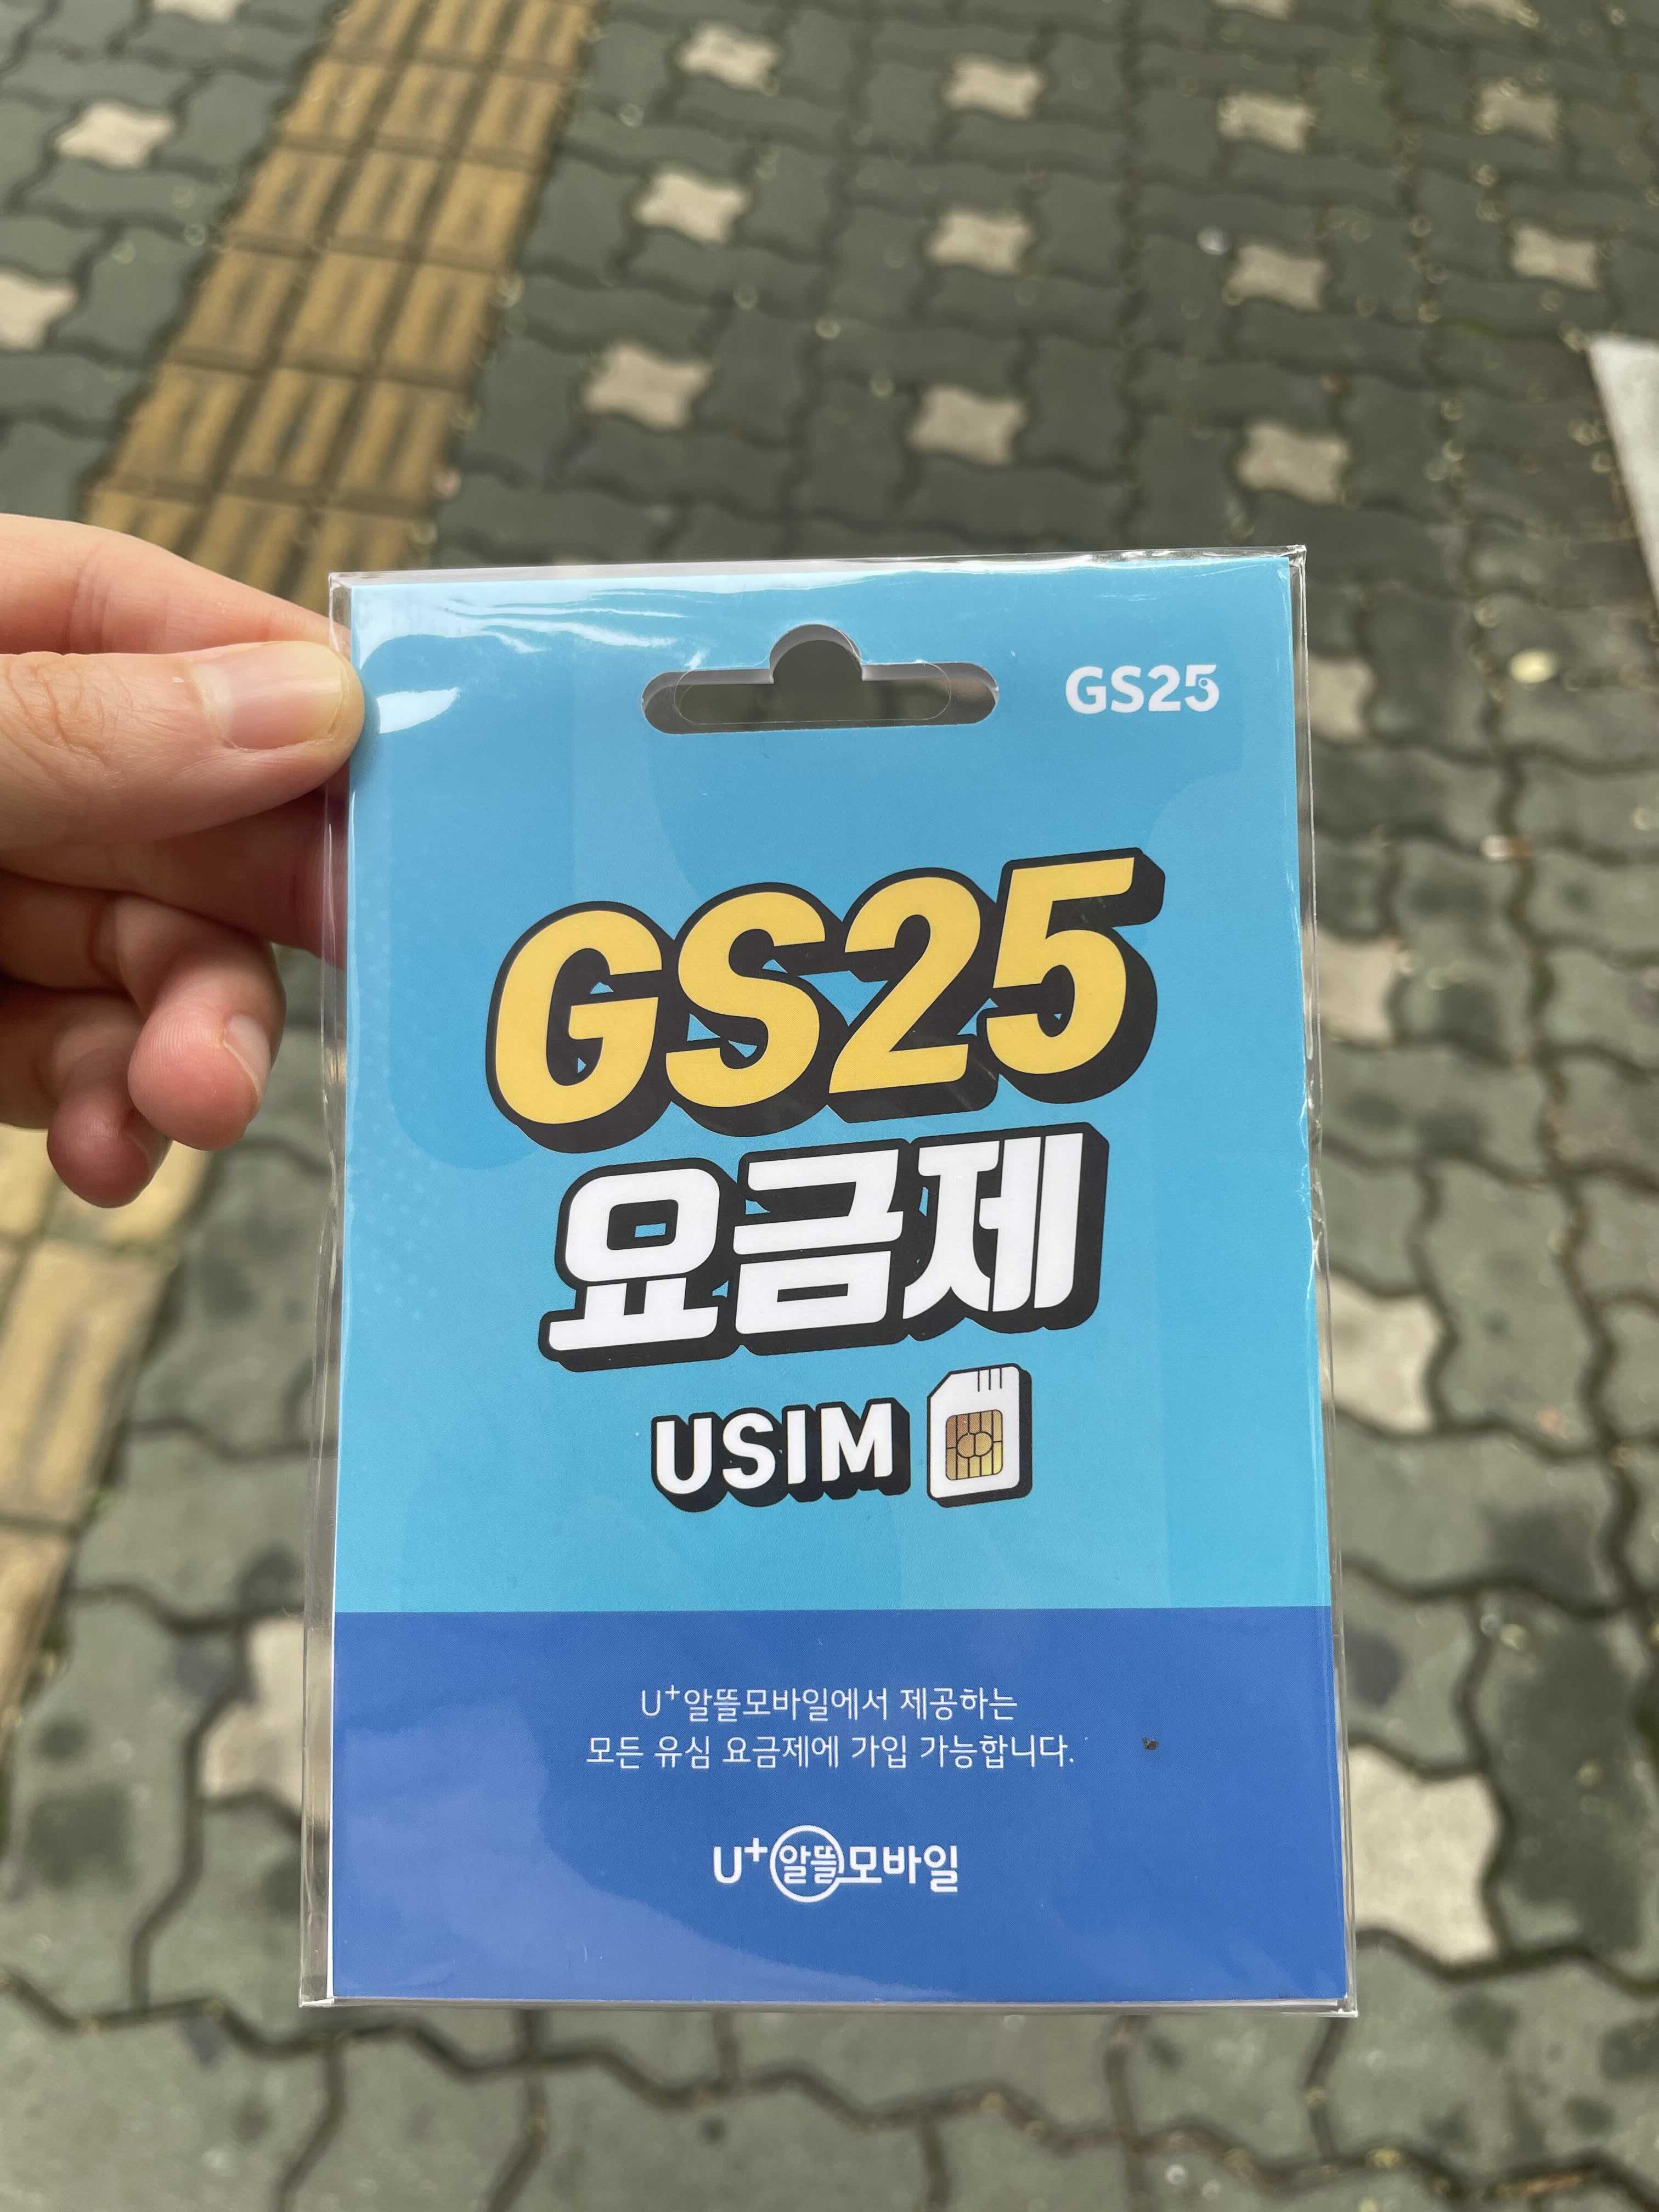 GS25
GS25
요금제
USIM
U+알뜰모바일에서 제공하는
모든 유심 요금제에 가입 가능합니다.
U+알뜰모바일